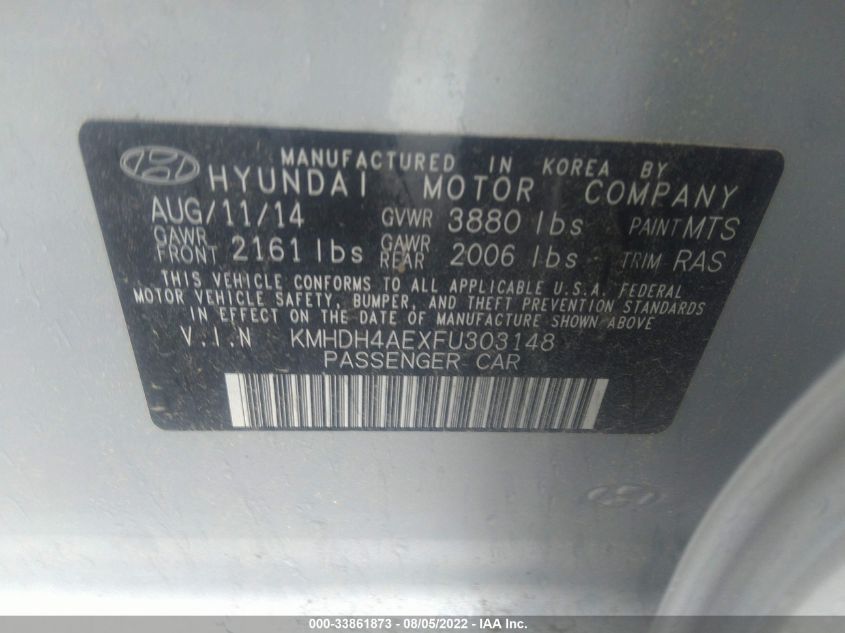 MANUFACTURED IN KOREA BY
HYUNDAI MOTOR COMPANY
AUG/11/14 GVWR 3880 lbs PAINT MTS
GAWR FRONT 2161 lbs GAWR REAR 2006 lbs TRIM RAS
THIS VEHICLE CONFORMS TO ALL APPLICABLE U.S.A. FEDERAL
MOTOR VEHICLE SAFETY, BUMPER, AND THEFT PREVENTION STANDARDS
IN EFFECT ON THE DATE OF MANUFACTURE SHOWN ABOVE
V.I.N KMHDH4AEXFU303148
PASSENGER CAR
000-33861873 - 08/05/2022 - IAA Inc.